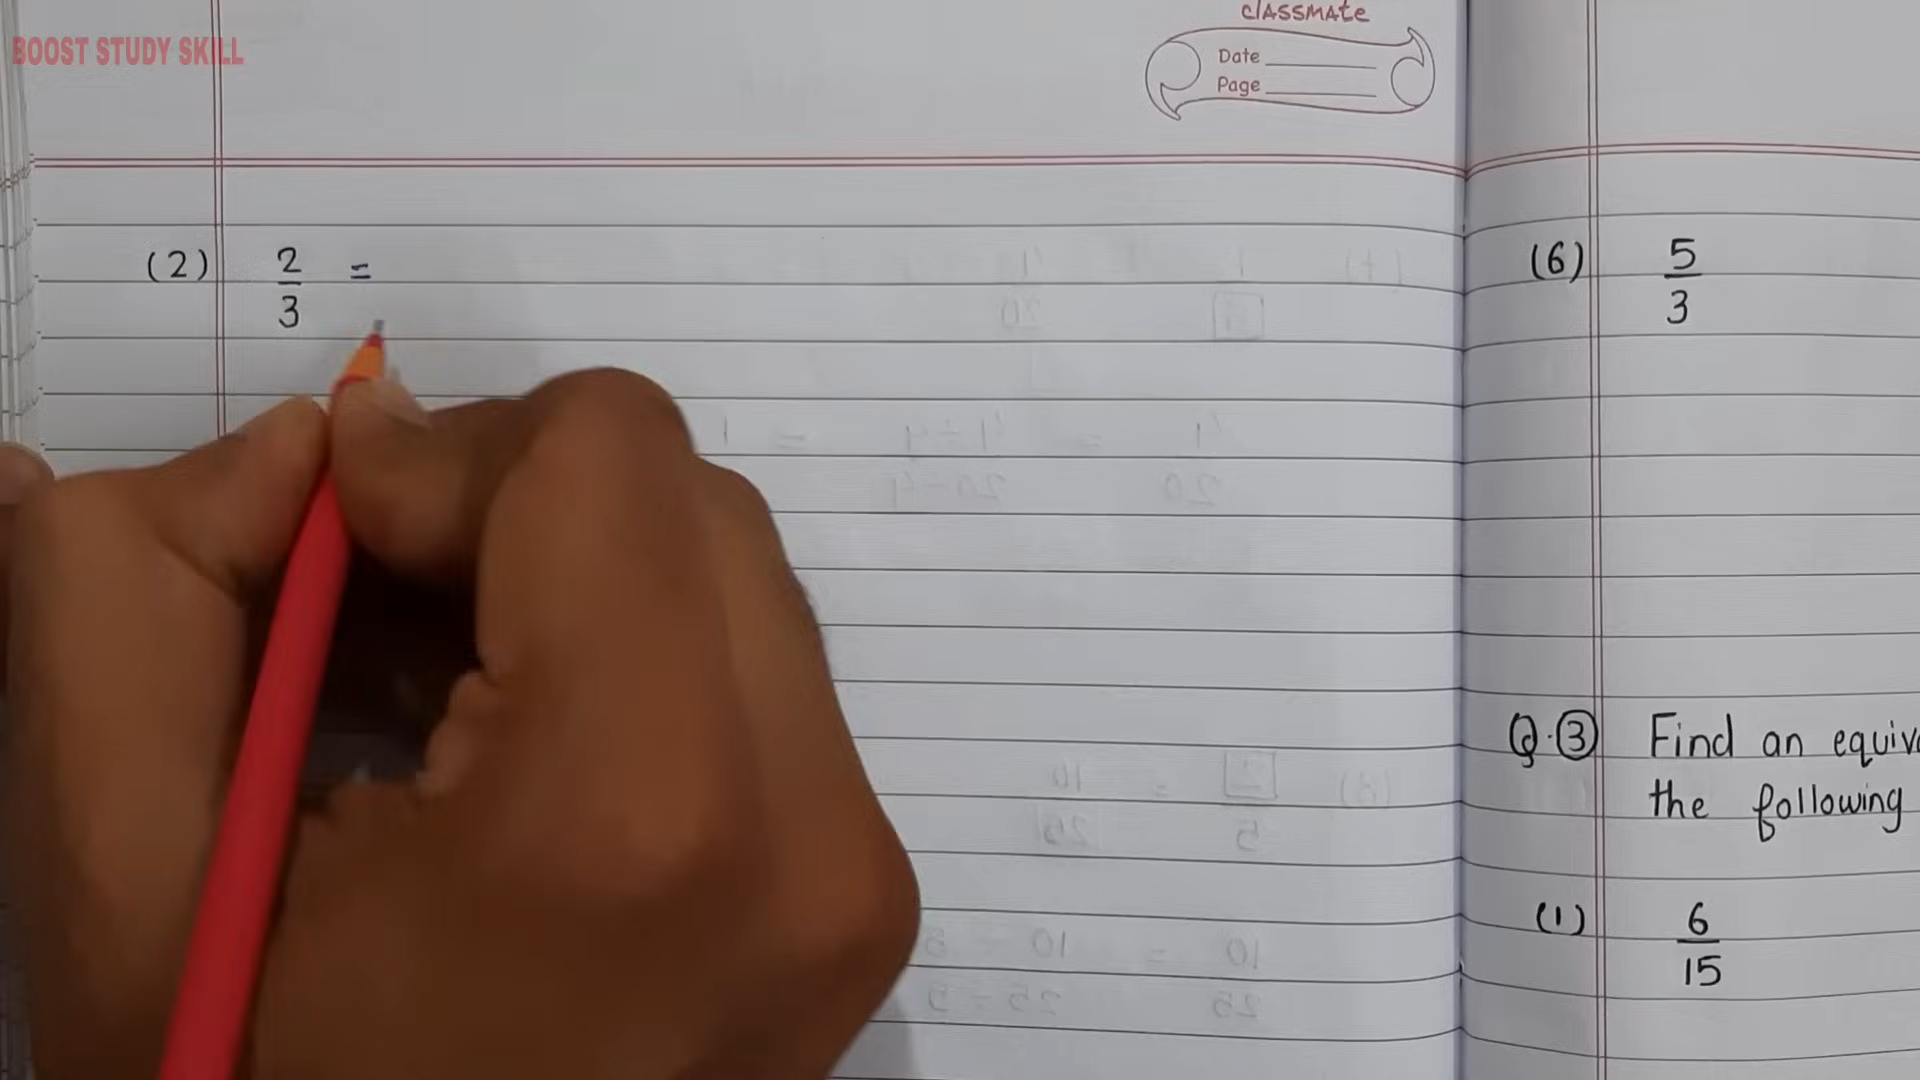 BOOST STUDY SKILL
classmate
Date
Page
(2) 2/3 =
(6) 5/3
Q.③ Find an equiv
the following
(1) 6/15